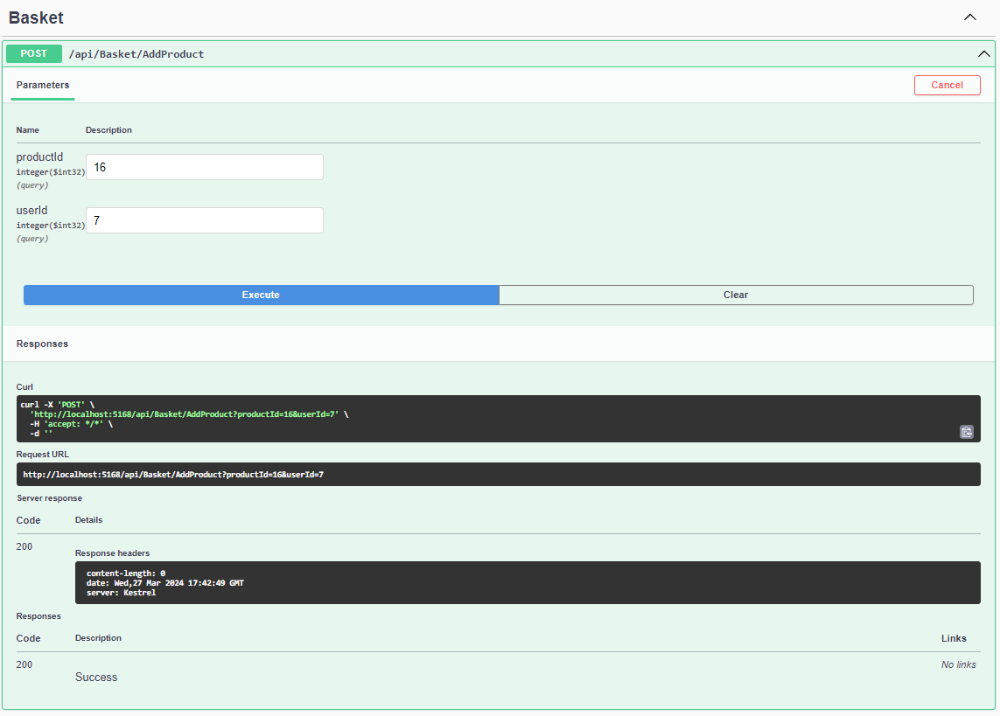 Basket
POST /api/Basket/AddProduct
Parameters Cancel
Name Description
productId
integer($int32)
(query)
16
userId
integer($int32)
(query)
7
Execute Clear
Responses
Curl
curl -X 'POST' \
'http://localhost:5168/api/Basket/AddProduct?productId=16&userId=7' \
-H 'accept: */*' \
-d ''
Request URL
http://localhost:5168/api/Basket/AddProduct?productId=16&userId=7
Server response
Code Details
200
Response headers
content-length: 0
date: Wed,27 Mar 2024 17:42:49 GMT
server: Kestrel
Responses
Code Description Links
200 No links
Success